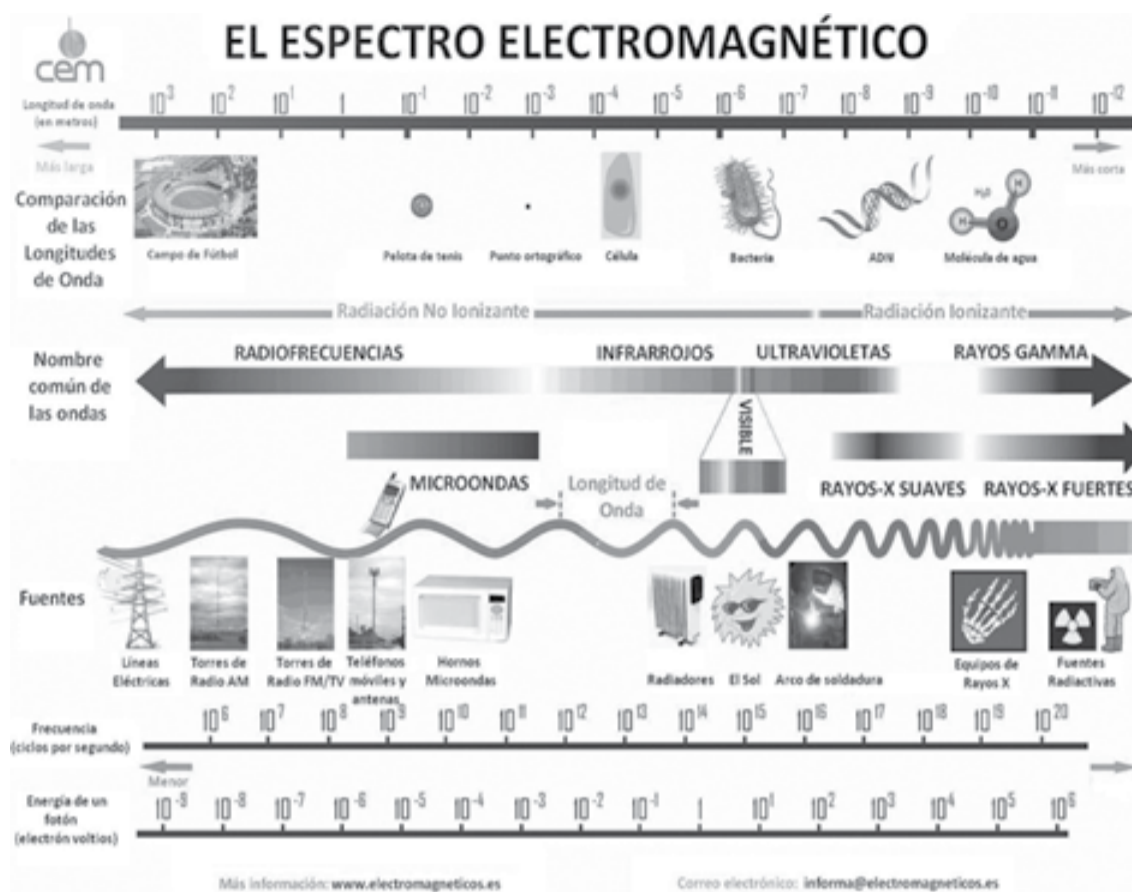 EL ESPECTRO ELECTROMAGNÉTICO
cem
Longitud de onda
(en metros)
10³ 10² 10¹ 1 10⁻¹ 10⁻² 10⁻³ 10⁻⁴ 10⁻⁵ 10⁻⁶ 10⁻⁷ 10⁻⁸ 10⁻⁹ 10⁻¹⁰ 10⁻¹¹ 10⁻¹²
Más larga
Más corta
Comparación
de las
Longitudes
de Onda
H₂O
H
H
O
Campo de Fútbol
Pelota de tenis
Punto ortográfico
Célula
Bacteria
ADN
Molécula de agua
Radiación No Ionizante
Radiación Ionizante
Nombre
común de
las ondas
RADIOFRECUENCIAS
INFRARROJOS
ULTRAVIOLETAS
RAYOS GAMMA
VISIBLE
MICROONDAS
Longitud de
Onda
RAYOS-X SUAVES
RAYOS-X FUERTES
Fuentes
Líneas
Eléctricas
Torres de
Radio AM
Torres de
Radio FM/TV
Teléfonos
móviles y
antenas
Hornos
Microondas
Radiadores
El Sol
Arco de soldadura
Equipos de
Rayos X
Fuentes
Radiactivas
Frecuencia
(ciclos por segundo)
10⁶ 10⁷ 10⁸ 10⁹ 10¹⁰ 10¹¹ 10¹² 10¹³ 10¹⁴ 10¹⁵ 10¹⁶ 10¹⁷ 10¹⁸ 10¹⁹ 10²⁰
Menor
Energía de un
fotón
(electrón voltios)
10⁻⁹ 10⁻⁸ 10⁻⁷ 10⁻⁶ 10⁻⁵ 10⁻⁴ 10⁻³ 10⁻² 10⁻¹ 1 10¹ 10² 10³ 10⁴ 10⁵ 10⁶
Más información: www.electromagneticos.es
Correo electrónico: informa@electromagneticos.es